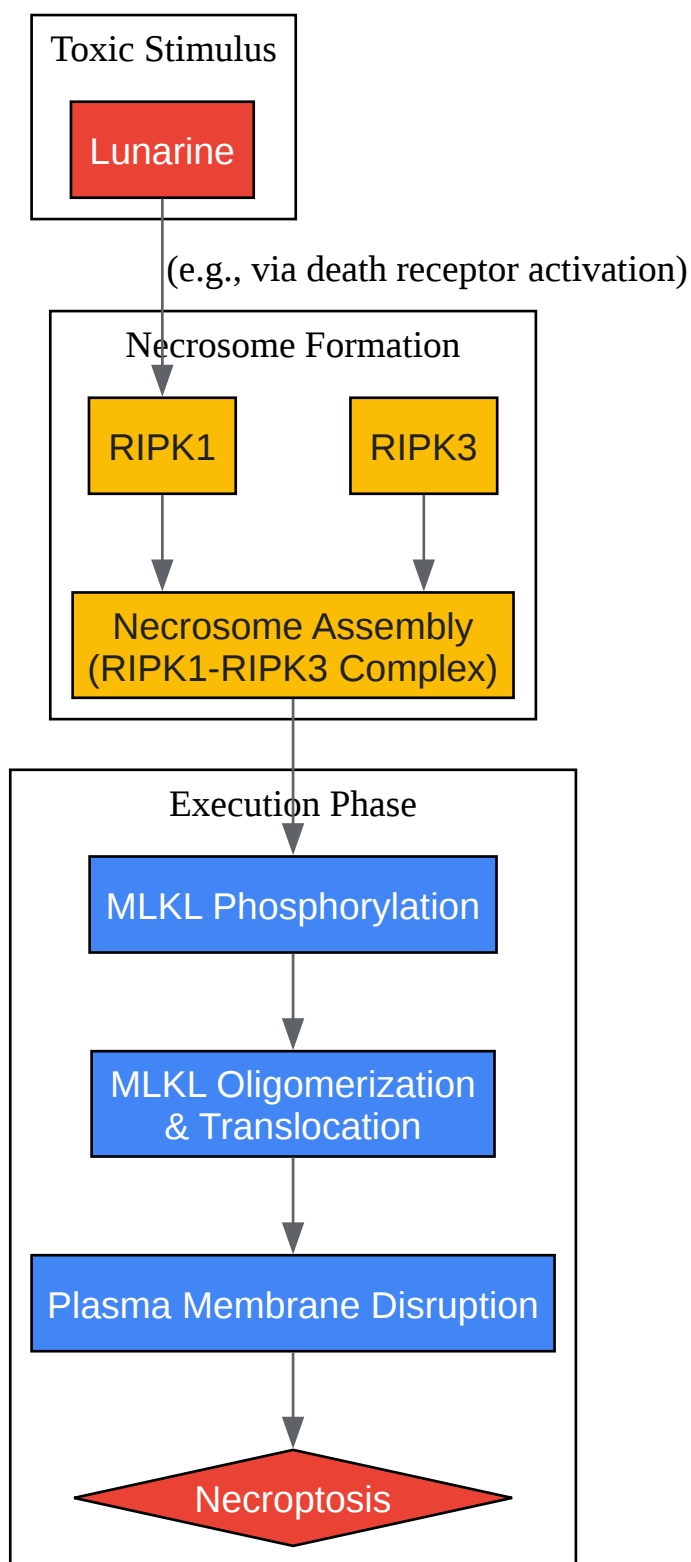 Toxic Stimulus
Lunarine
(e.g., via death receptor activation)
Necrosome Formation
RIPK1
RIPK3
Necrosome Assembly
(RIPK1-RIPK3 Complex)
Execution Phase
MLKL Phosphorylation
MLKL Oligomerization
& Translocation
Plasma Membrane Disruption
Necroptosis